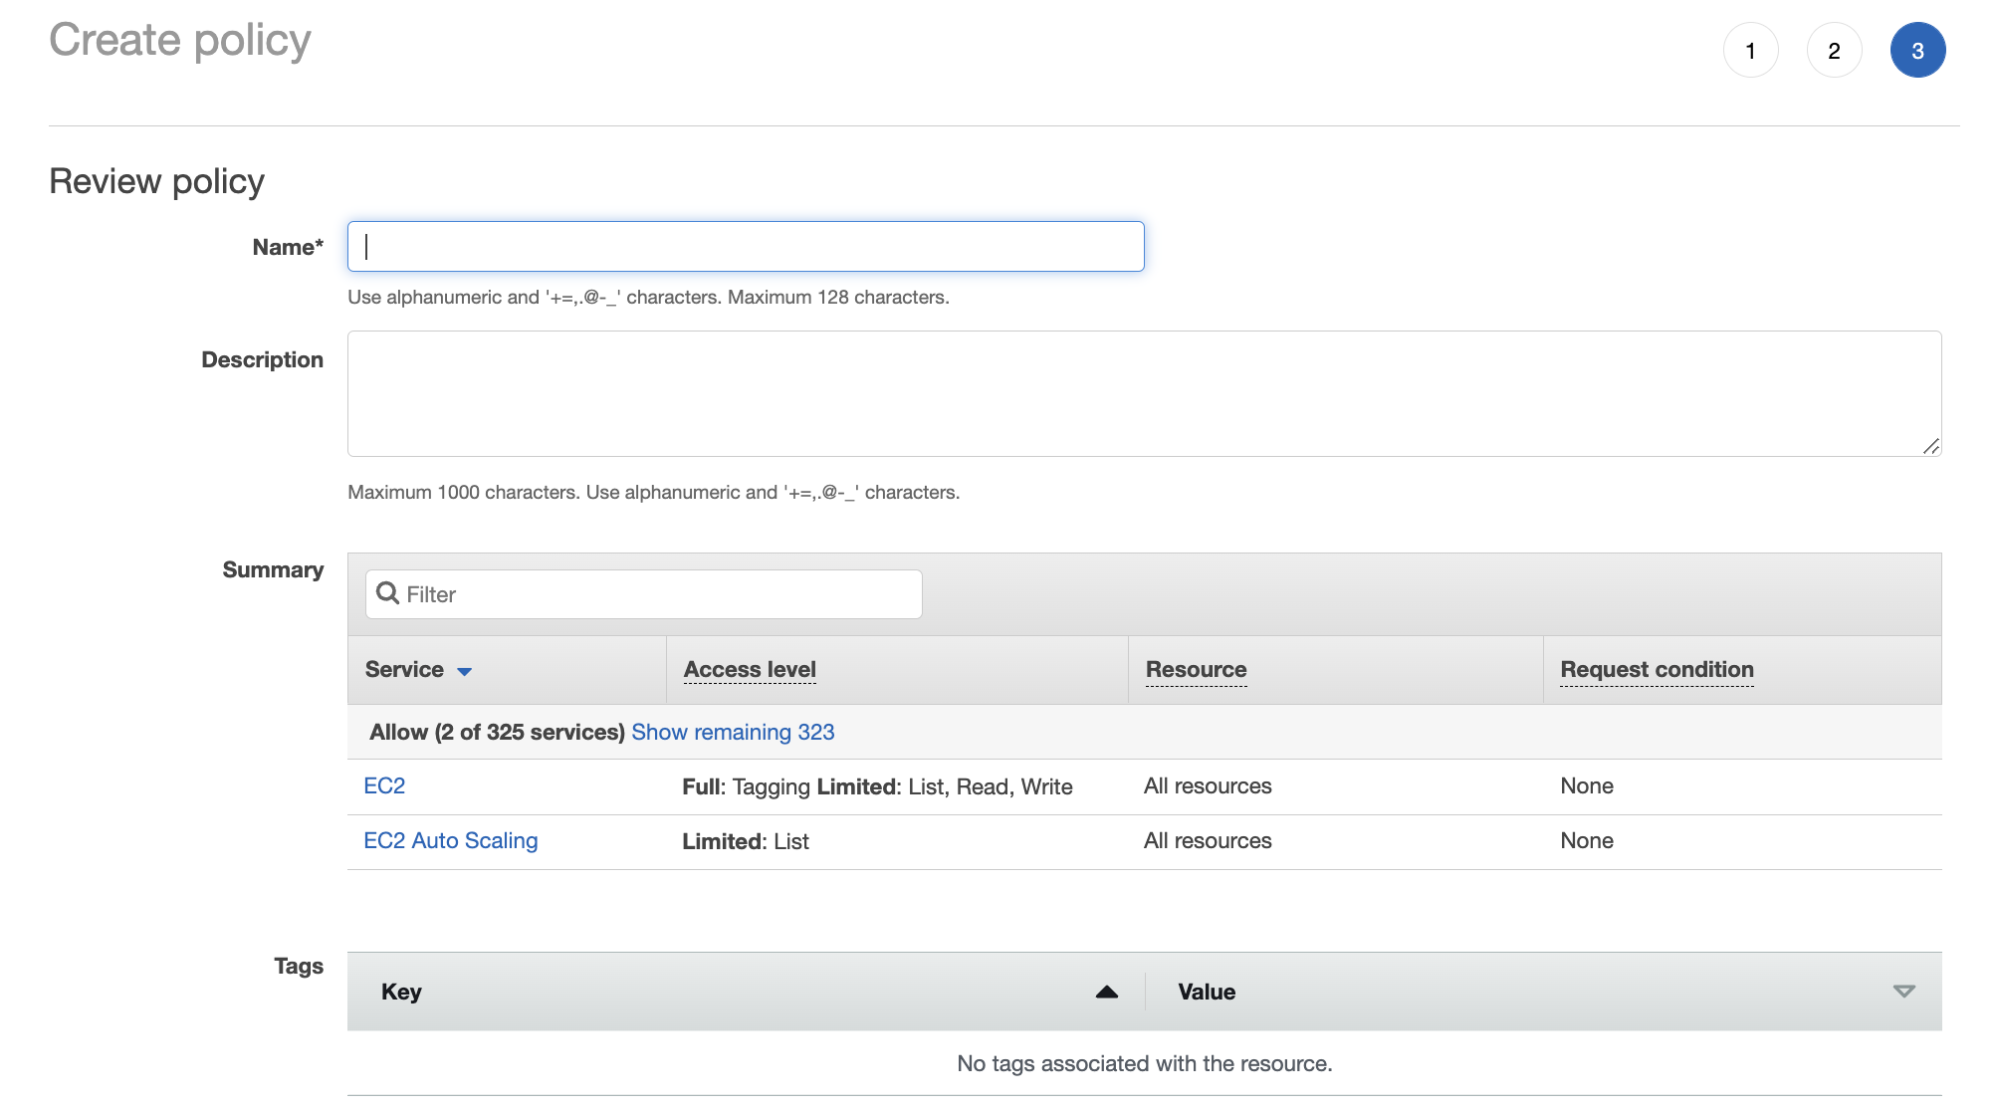 Create policy
1 2 3
Review policy
Name*
Use alphanumeric and '+=,.@-_' characters. Maximum 128 characters.
Description
Maximum 1000 characters. Use alphanumeric and '+=,.@-_' characters.
Summary
Filter
Service Access level Resource Request condition
Allow (2 of 325 services) Show remaining 323
EC2 Full: Tagging Limited: List, Read, Write All resources None
EC2 Auto Scaling Limited: List All resources None
Tags
Key Value
No tags associated with the resource.